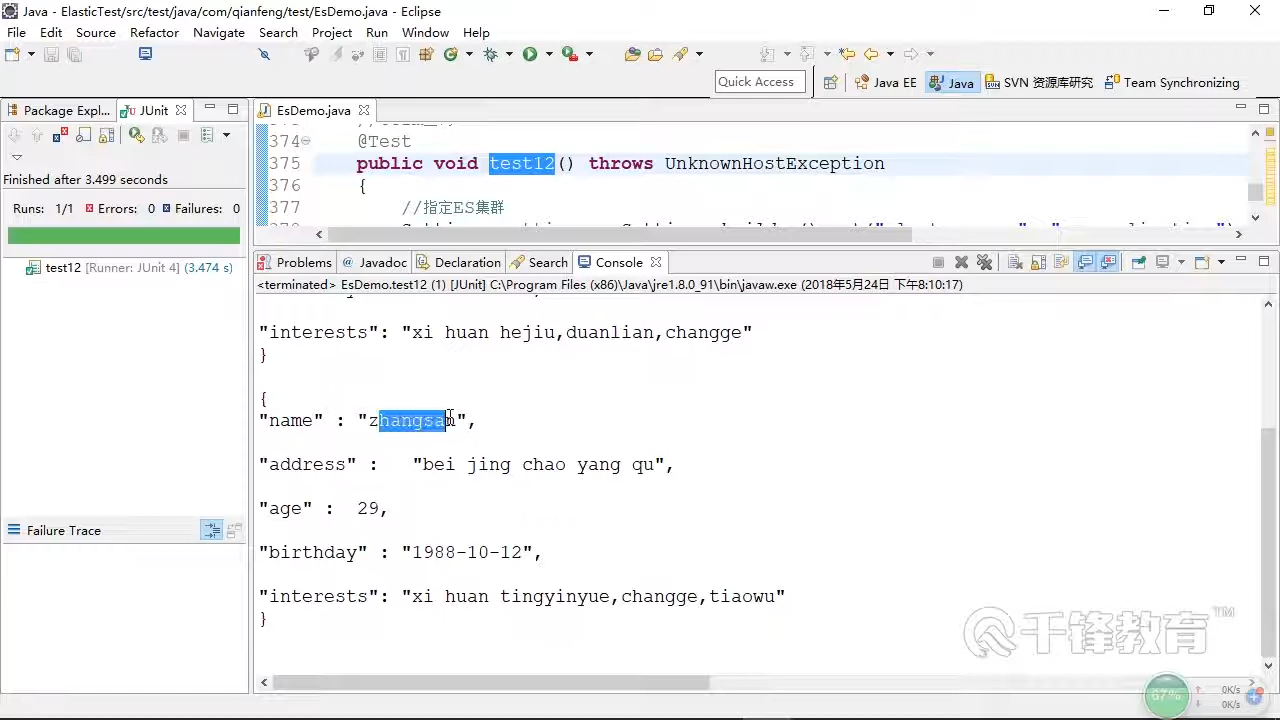 Java - ElasticTest/src/test/java/com/qianfeng/test/EsDemo.java - Eclipse
File Edit Source Refactor Navigate Search Project Run Window Help
Quick Access
Java EE
Java
SVN 资源库研究
Team Synchronizing
Package Expl...
JUnit
Finished after 3.499 seconds
Runs: 1/1 Errors: 0 Failures: 0
test12 [Runner: JUnit 4] (3.474 s)
Failure Trace
EsDemo.java
374 @Test
375 public void test12() throws UnknownHostException
376 {
377 //指定ES集群
Problems @ Javadoc Declaration Search Console
<terminated> EsDemo.test12 (1) [JUnit] C:\Program Files (x86)\Java\jre1.8.0_91\bin\javaw.exe (2018年5月24日 下午8:10:17)
"interests": "xi huan hejiu,duanlian,changge"
}
{
"name" : "zhangsan",
"address" : "bei jing chao yang qu",
"age" : 29,
"birthday" : "1988-10-12",
"interests": "xi huan tingyinyue,changge,tiaowu"
}
千锋教育™
67%
0K/s
0K/s